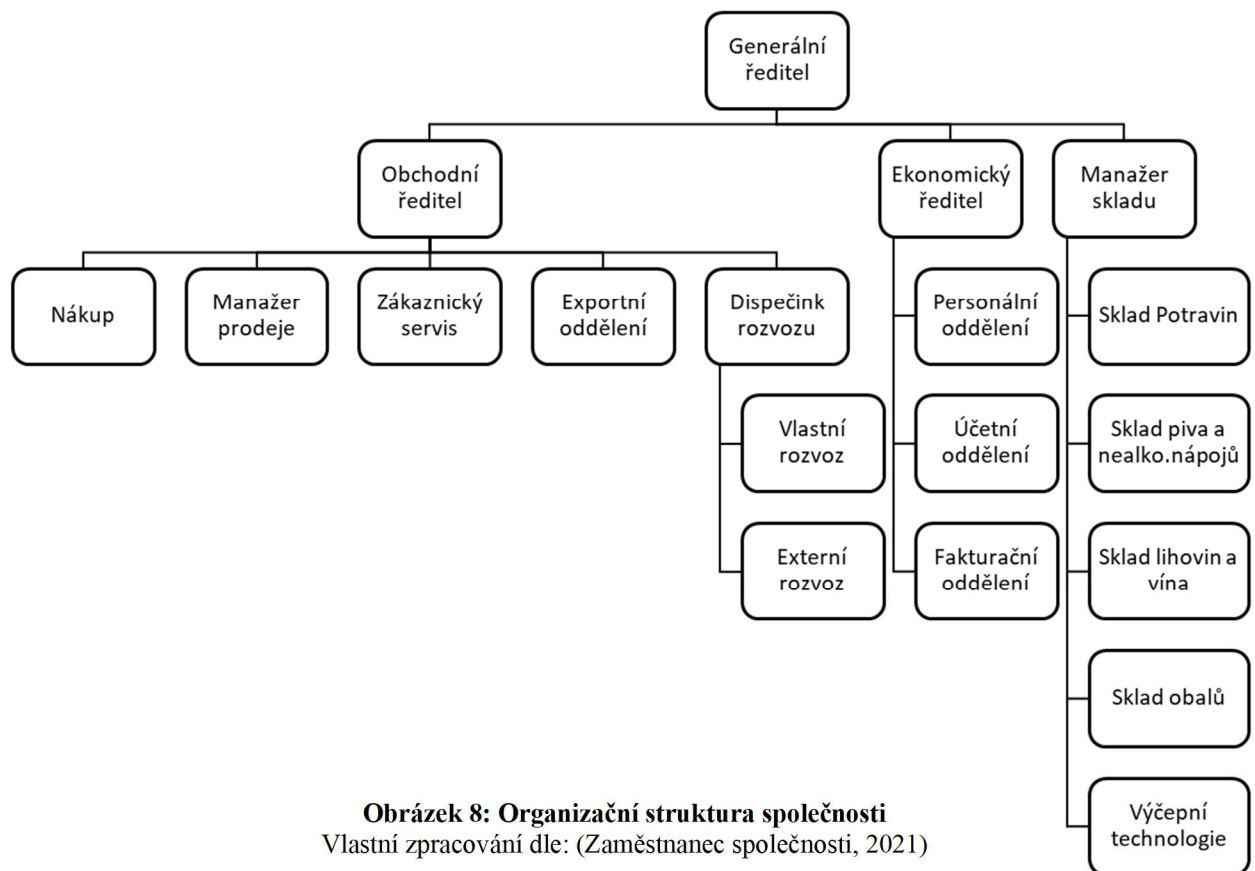 Generální
ředitel
Obchodní
ředitel
Ekonomický
ředitel
Manažer
skladu
Nákup
Manažer
prodeje
Zákaznický
servis
Exportní
oddělení
Dispečink
rozvozu
Personální
oddělení
Sklad Potravin
Vlastní
rozvoz
Účetní
oddělení
Sklad piva a
nealko.nápojů
Externí
rozvoz
Fakturační
oddělení
Sklad lihovin a
vína
Sklad obalů
Výčepní
technologie
Obrázek 8: Organizační struktura společnosti
Vlastní zpracování dle: (Zaměstnanec společnosti, 2021)